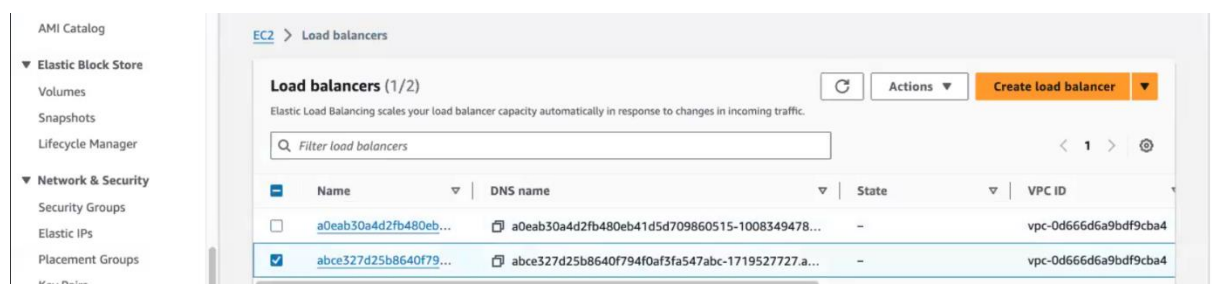 AMI Catalog
Elastic Block Store
Volumes
Snapshots
Lifecycle Manager
Network & Security
Security Groups
Elastic IPs
Placement Groups
EC2 > Load balancers
Load balancers (1/2)
Actions
Create load balancer
Elastic Load Balancing scales your load balancer capacity automatically in response to changes in incoming traffic.
Filter load balancers
1
Name DNS name State VPC ID
a0eab30a4d2fb480eb... a0eab30a4d2fb480eb41d5d709860515-1008349478... – vpc-0d666d6a9bdf9cba4
abce327d25b8640f79... abce327d25b8640f794f0af3fa547abc-1719527727.a... – vpc-0d666d6a9bdf9cba4